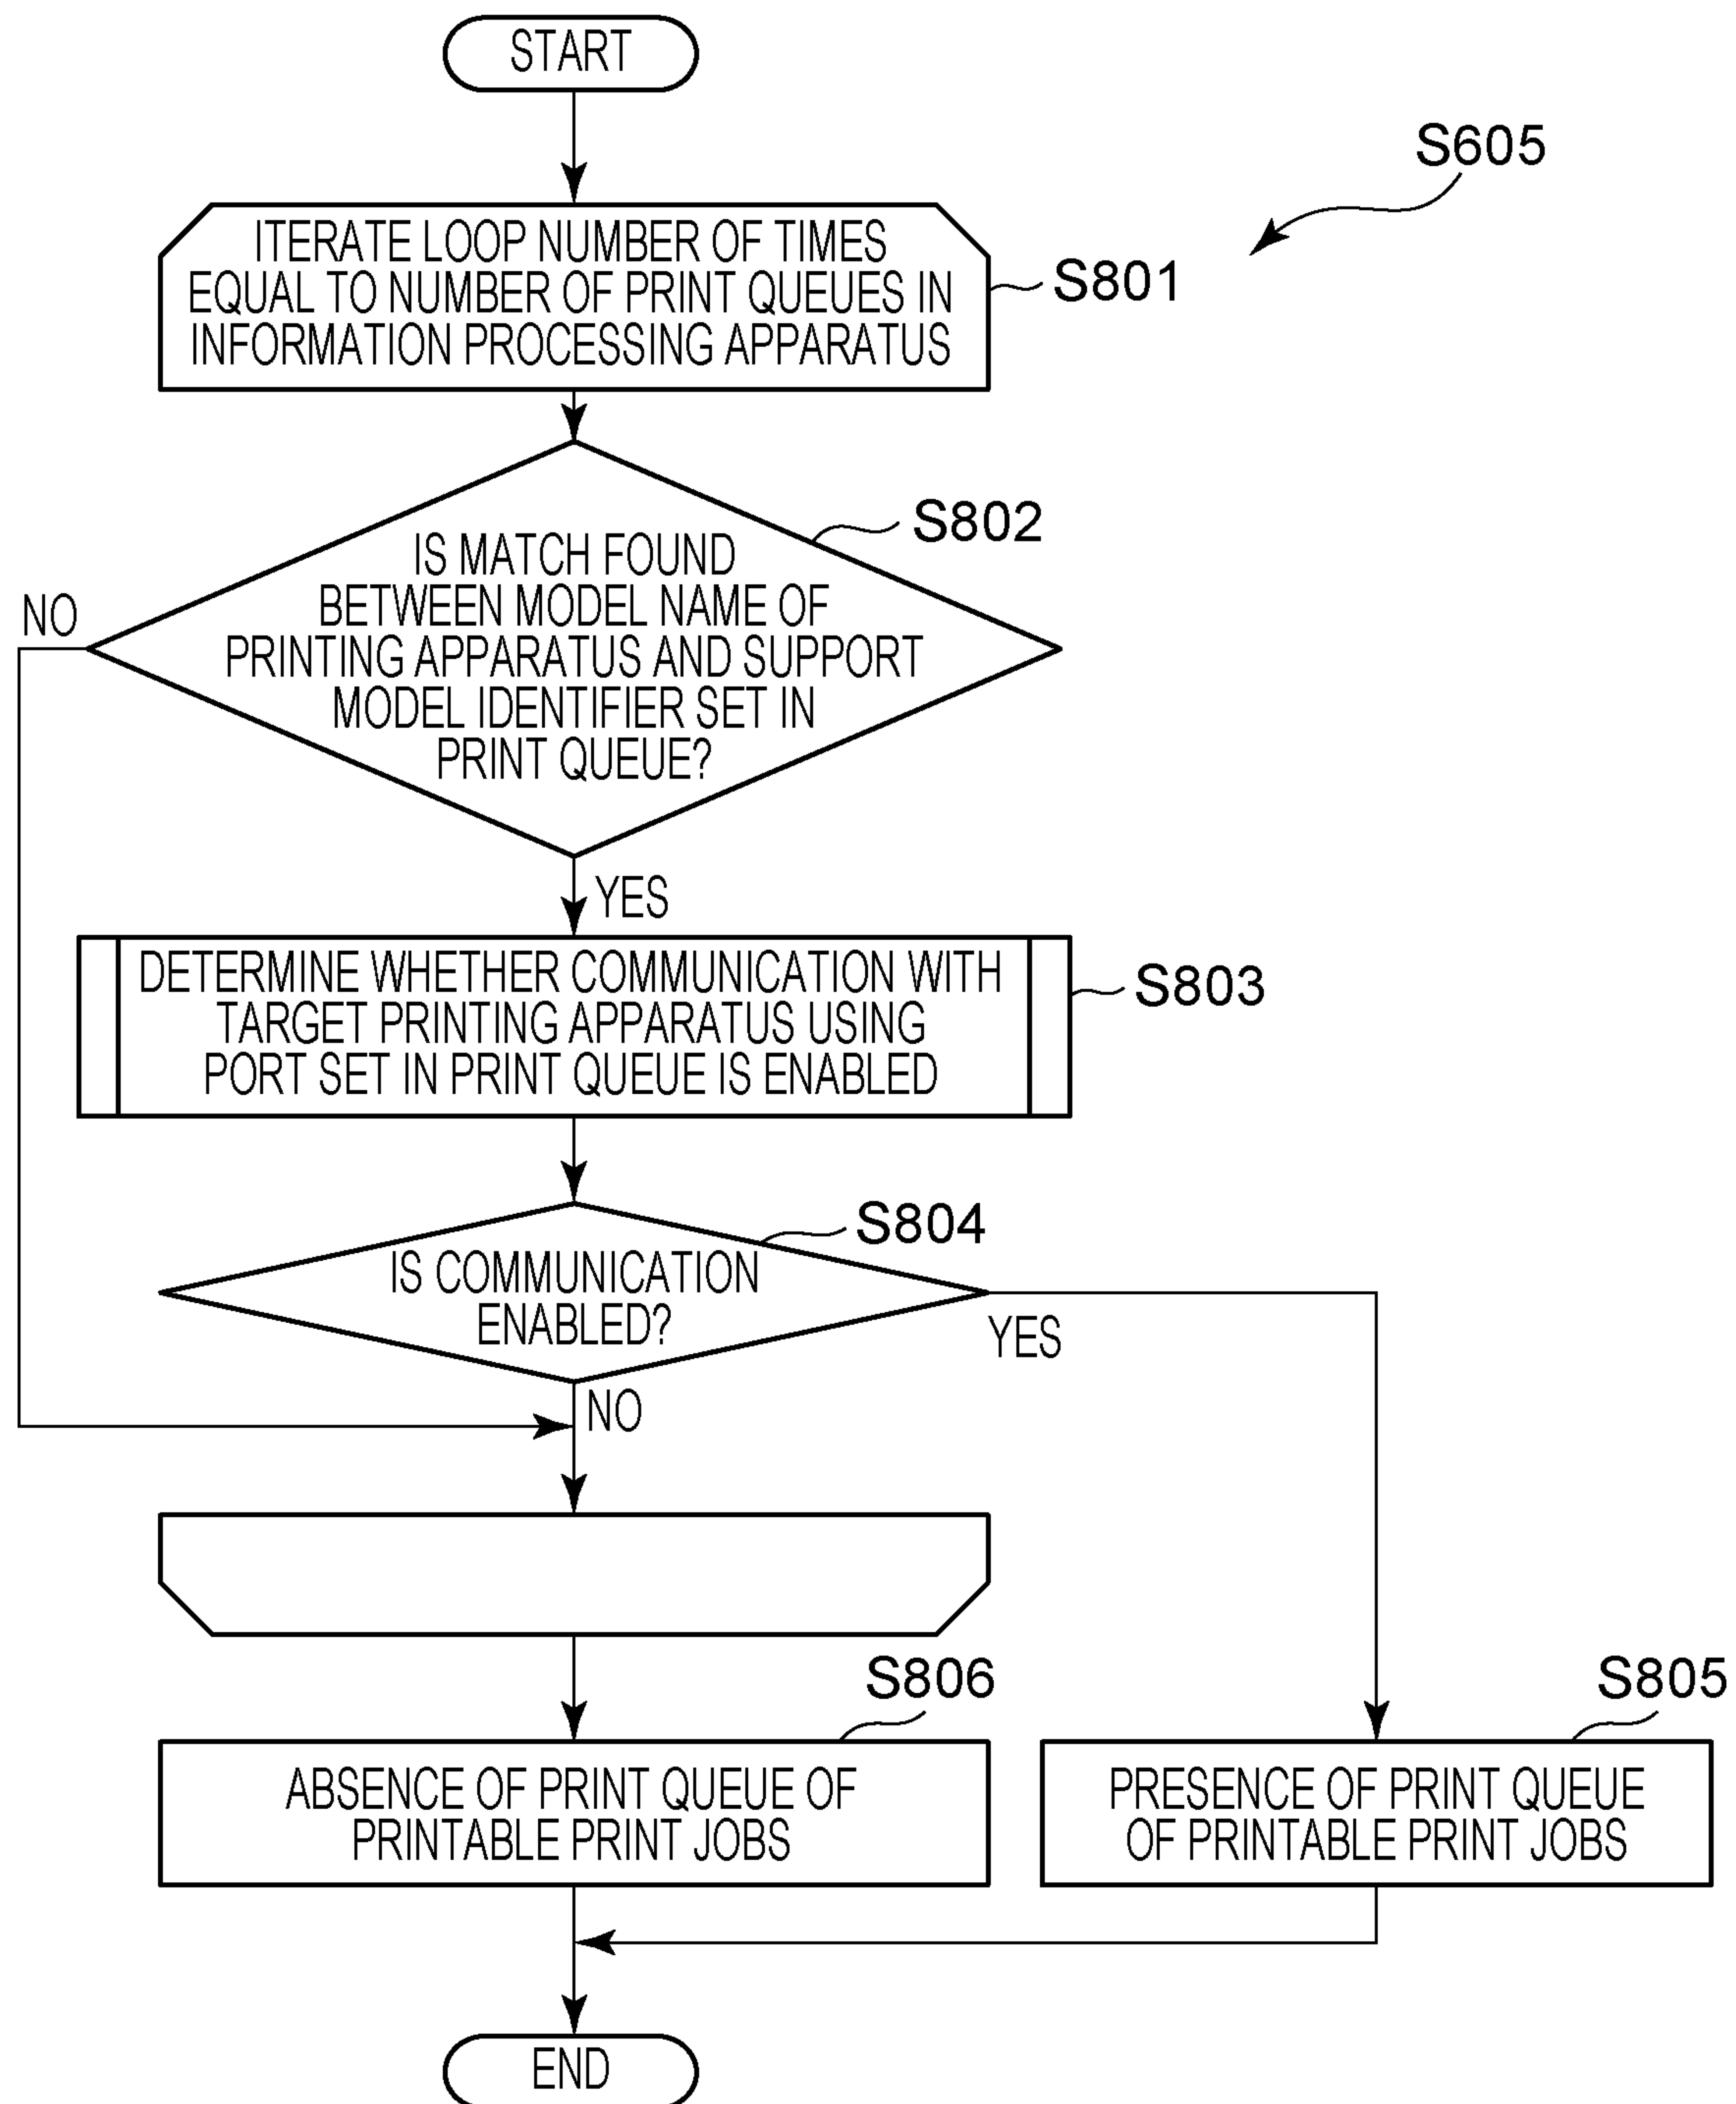 START
S605
ITERATE LOOP NUMBER OF TIMES
EQUAL TO NUMBER OF PRINT QUEUES IN
INFORMATION PROCESSING APPARATUS
S801
S802
IS MATCH FOUND
BETWEEN MODEL NAME OF
PRINTING APPARATUS AND SUPPORT
MODEL IDENTIFIER SET IN
PRINT QUEUE?
NO
YES
DETERMINE WHETHER COMMUNICATION WITH
TARGET PRINTING APPARATUS USING
PORT SET IN PRINT QUEUE IS ENABLED
S803
S804
IS COMMUNICATION
ENABLED?
YES
NO
S806
S805
ABSENCE OF PRINT QUEUE OF
PRINTABLE PRINT JOBS
PRESENCE OF PRINT QUEUE
OF PRINTABLE PRINT JOBS
END